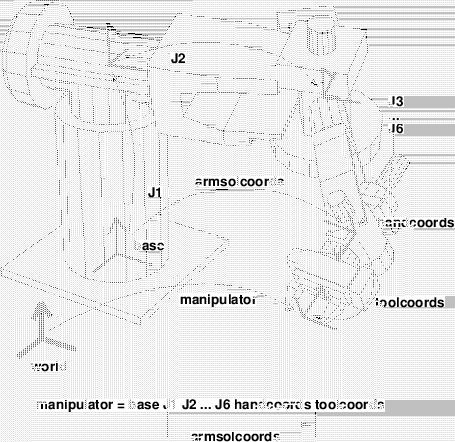 J2
J3
...
J6
armsolcoords
J1
handcoords
base
manipulator
toolcoords
world
manipulator = base J1 J2 ... J6 handcoords toolcoords
armsolcoords